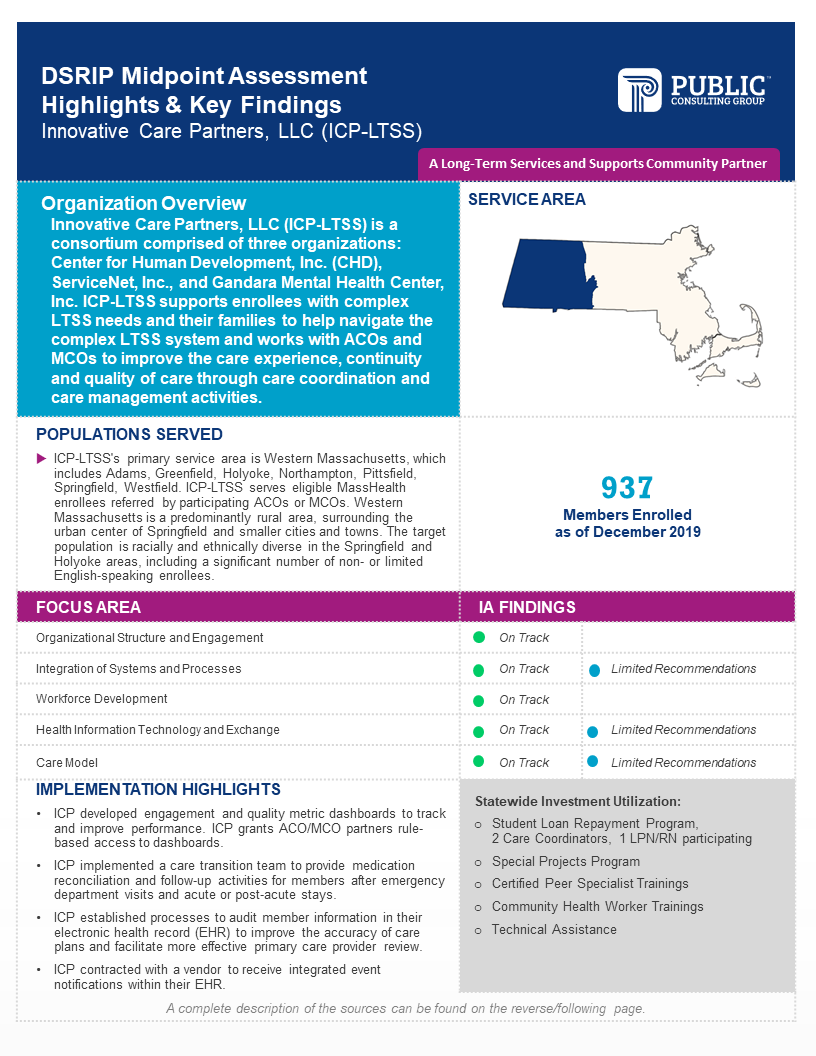 DSRIP Midpoint Assessment
Highlights & Key Findings
Innovative Care Partners, LLC (ICP-LTSS)
PUBLIC™
CONSULTING GROUP
A Long-Term Services and Supports Community Partner
Organization Overview
Innovative Care Partners, LLC (ICP-LTSS) is a
consortium comprised of three organizations:
Center for Human Development, Inc. (CHD),
ServiceNet, Inc., and Gandara Mental Health Center,
Inc. ICP-LTSS supports enrollees with complex
LTSS needs and their families to help navigate the
complex LTSS system and works with ACOs and
MCOs to improve the care experience, continuity
and quality of care through care coordination and
care management activities.
SERVICE AREA
POPULATIONS SERVED
▶ ICP-LTSS's primary service area is Western Massachusetts, which
includes Adams, Greenfield, Holyoke, Northampton, Pittsfield,
Springfield, Westfield. ICP-LTSS serves eligible MassHealth
enrollees referred by participating ACOs or MCOs. Western
Massachusetts is a predominantly rural area, surrounding the
urban center of Springfield and smaller cities and towns. The target
population is racially and ethnically diverse in the Springfield and
Holyoke areas, including a significant number of non- or limited
English-speaking enrollees.
937
Members Enrolled
as of December 2019
FOCUS AREA
IA FINDINGS
Organizational Structure and Engagement
On Track
Integration of Systems and Processes
On Track
Limited Recommendations
Workforce Development
On Track
Health Information Technology and Exchange
On Track
Limited Recommendations
Care Model
On Track
Limited Recommendations
IMPLEMENTATION HIGHLIGHTS
• ICP developed engagement and quality metric dashboards to track
and improve performance. ICP grants ACO/MCO partners rule-
based access to dashboards.
• ICP implemented a care transition team to provide medication
reconciliation and follow-up activities for members after emergency
department visits and acute or post-acute stays.
• ICP established processes to audit member information in their
electronic health record (EHR) to improve the accuracy of care
plans and facilitate more effective primary care provider review.
• ICP contracted with a vendor to receive integrated event
notifications within their EHR.
Statewide Investment Utilization:
o Student Loan Repayment Program,
2 Care Coordinators, 1 LPN/RN participating
o Special Projects Program
o Certified Peer Specialist Trainings
o Community Health Worker Trainings
o Technical Assistance
A complete description of the sources can be found on the reverse/following page.